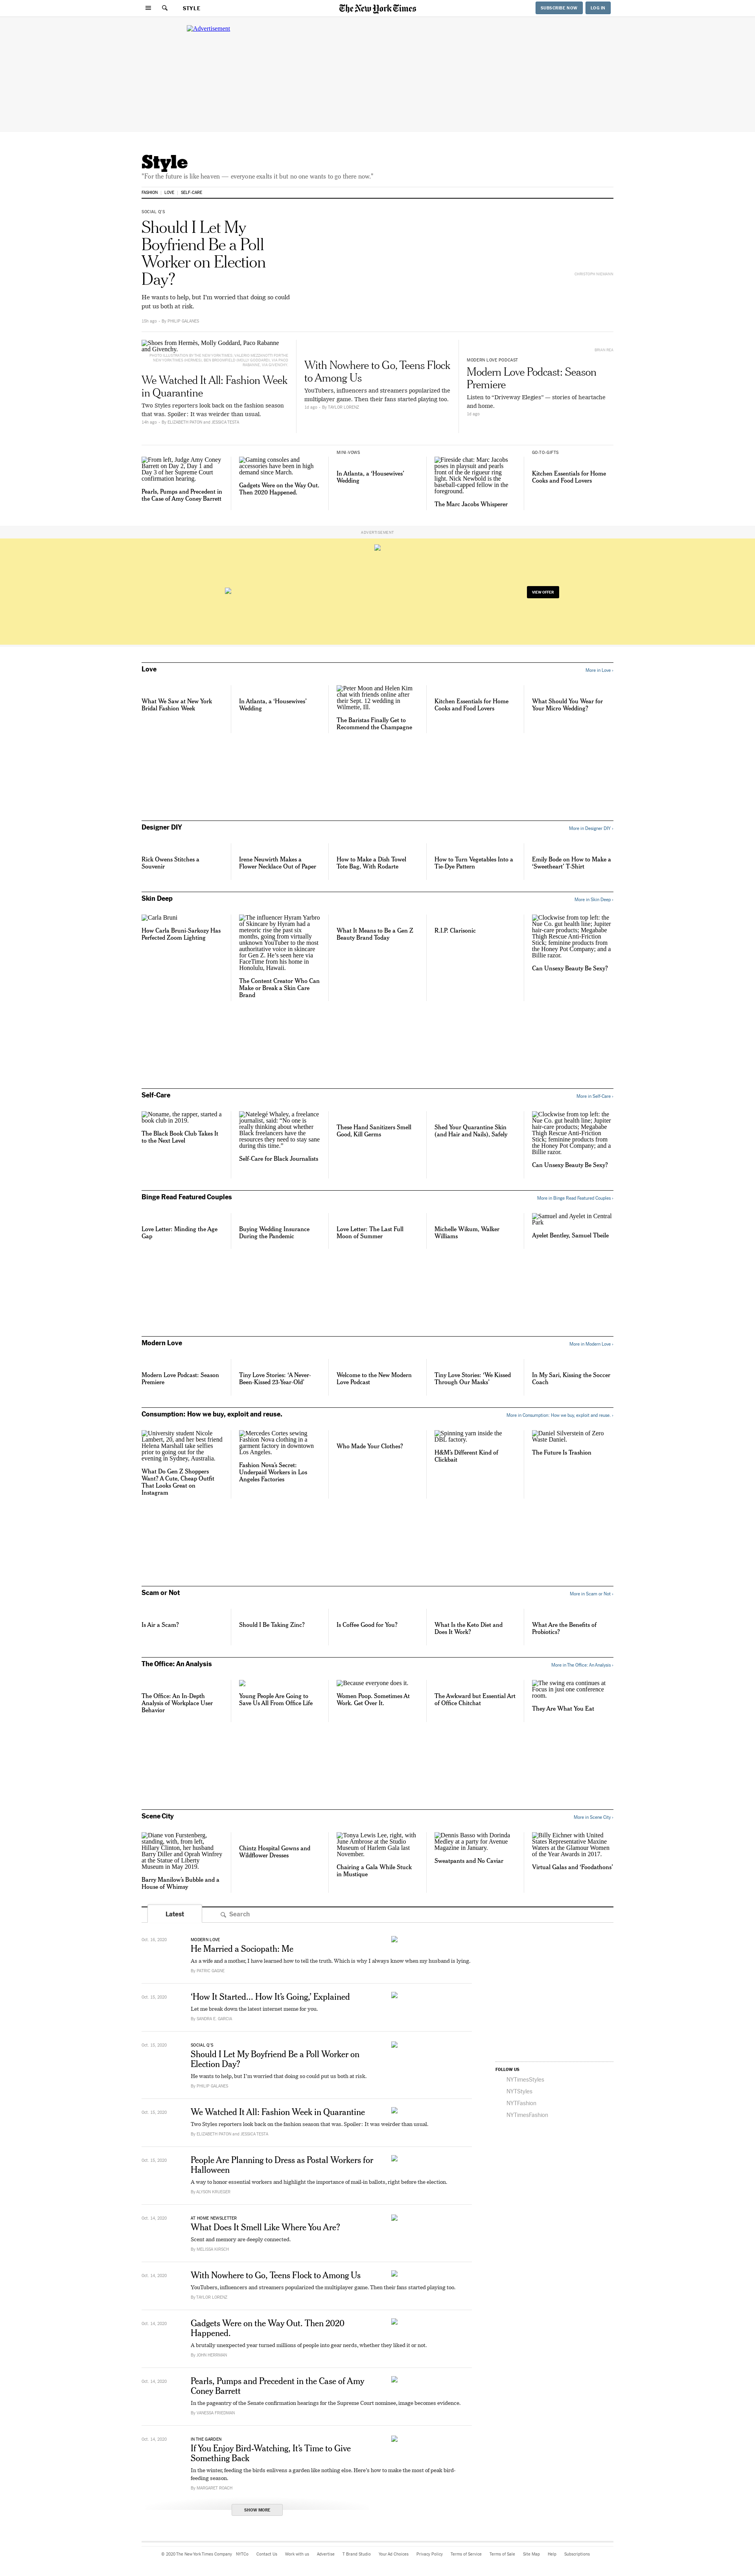 STYLE
The New York Times
SUBSCRIBE NOW
LOG IN
Advertisement
Style
"For the future is like heaven — everyone exalts it but no one wants to go there now."
FASHION LOVE SELF-CARE
SOCIAL Q'S
Should I Let My
Boyfriend Be a Poll
Worker on Election
Day?
He wants to help, but I'm worried that doing so could
put us both at risk.
15h ago • By PHILIP GALANES
CHRISTOPH NIEMANN
Shoes from Hermès, Molly Goddard, Paco Rabanne
and Givenchy.
We Watched It All: Fashion Week
in Quarantine
Two Styles reporters look back on the fashion season
that was. Spoiler: It was weirder than usual.
14h ago • By ELIZABETH PATON and JESSICA TESTA
With Nowhere to Go, Teens Flock
to Among Us
YouTubers, influencers and streamers popularized the
multiplayer game. Then their fans started playing too.
1d ago • By TAYLOR LORENZ
BRIAN REA
MODERN LOVE PODCAST
Modern Love Podcast: Season
Premiere
Listen to “Driveway Elegies” — stories of heartache
and home.
1d ago
From left, Judge Amy Coney
Barrett on Day 2, Day 1 and
Day 3 of her Supreme Court
confirmation hearing.
Pearls, Pumps and Precedent in
the Case of Amy Coney Barrett
Gaming consoles and
accessories have been in high
demand since March.
Gadgets Were on the Way Out.
Then 2020 Happened.
MINI-VOWS
In Atlanta, a ‘Housewives’
Wedding
Fireside chat: Marc Jacobs
poses in playsuit and pearls
front of the rigueur ring
light. Nick Newbold is the
baseball-capped fellow in the
foreground.
The Marc Jacobs Whisperer
GO-TO-GIFTS
Kitchen Essentials for Home
Cooks and Food Lovers
ADVERTISEMENT
VIEW OFFER
Love
More in Love ›
What We Saw at New York
Bridal Fashion Week
In Atlanta, a ‘Housewives’
Wedding
Peter Moon and Helen Kim
chat with friends online after
their Sept. 12 wedding in
Wilmette, Ill.
The Baristas Finally Get to
Recommend the Champagne
Kitchen Essentials for Home
Cooks and Food Lovers
What Should You Wear for
Your Micro Wedding?
Designer DIY
More in Designer DIY ›
Rick Owens Stitches a
Souvenir
Irene Neuwirth Makes a
Flower Necklace Out of Paper
How to Make a Dish Towel
Tote Bag, With Rodarte
How to Turn Vegetables Into a
Tie-Dye Pattern
Emily Bode on How to Make a
‘Sweetheart’ T-Shirt
Skin Deep
More in Skin Deep ›
Carla Bruni
How Carla Bruni-Sarkozy Has
Perfected Zoom Lighting
The influencer Hyram Yarbro
of Skincare by Hyram had a
meteoric rise the past six
months, going from virtually
unknown YouTuber to the most
authoritative voice in skincare
for Gen Z. He’s seen here via
FaceTime from his home in
Honolulu, Hawaii.
The Content Creator Who Can
Make or Break a Skin Care
Brand
What It Means to Be a Gen Z
Beauty Brand Today
R.I.P. Clarisonic
Clockwise from top left: the
Nue Co. gut health line; Jupiter
hair-care products; Megababe
Thigh Rescue Anti-Friction
Stick; feminine products from
the Honey Pot Company; and a
Billie razor.
Can Unsexy Beauty Be Sexy?
Self-Care
More in Self-Care ›
Noname, the rapper, started a
book club in 2019.
The Black Book Club Takes It
to the Next Level
Natelegé Whaley, a freelance
journalist, said: “No one is
really thinking about whether
Black freelancers have the
resources they need to stay sane
during this time.”
Self-Care for Black Journalists
These Hand Sanitizers Smell
Good, Kill Germs
Shed Your Quarantine Skin
(and Hair and Nails), Safely
Clockwise from top left: the
Nue Co. gut health line; Jupiter
hair-care products; Megababe
Thigh Rescue Anti-Friction
Stick; feminine products from
the Honey Pot Company; and a
Billie razor.
Can Unsexy Beauty Be Sexy?
Binge Read Featured Couples
More in Binge Read Featured Couples ›
Love Letter: Minding the Age
Gap
Buying Wedding Insurance
During the Pandemic
Love Letter: The Last Full
Moon of Summer
Michelle Wikum, Walker
Williams
Samuel and Ayelet in Central
Park
Ayelet Bentley, Samuel Tbeile
Modern Love
More in Modern Love ›
Modern Love Podcast: Season
Premiere
Tiny Love Stories: ‘A Never-
Been-Kissed 23-Year-Old’
Welcome to the New Modern
Love Podcast
Tiny Love Stories: ‘We Kissed
Through Our Masks’
In My Sari, Kissing the Soccer
Coach
Consumption: How we buy, exploit and reuse.
More in Consumption: How we buy, exploit and reuse. ›
University student Nicole
Lambert, 20, and her best friend
Helena Marshall take selfies
prior to going out for the
evening in Sydney, Australia.
What Do Gen Z Shoppers
Want? A Cute, Cheap Outfit
That Looks Great on
Instagram
Mercedes Cortes sewing
Fashion Nova clothing in a
garment factory in downtown
Los Angeles.
Fashion Nova’s Secret:
Underpaid Workers in Los
Angeles Factories
Who Made Your Clothes?
Spinning yarn inside the
DBL factory.
H&M’s Different Kind of
Clickbait
Daniel Silverstein of Zero
Waste Daniel.
The Future Is Trashion
Scam or Not
More in Scam or Not ›
Is Air a Scam?
Should I Be Taking Zinc?
Is Coffee Good for You?
What Is the Keto Diet and
Does It Work?
What Are the Benefits of
Probiotics?
The Office: An Analysis
More in The Office: An Analysis ›
The Office: An In-Depth
Analysis of Workplace User
Behavior
Young People Are Going to
Save Us All From Office Life
Because everyone does it.
Women Poop. Sometimes At
Work. Get Over It.
The Awkward but Essential Art
of Office Chitchat
The swing era continues at
Focus in just one conference
room.
They Are What You Eat
Scene City
More in Scene City ›
Diane von Furstenberg,
standing, with, from left,
Hillary Clinton, her husband
Barry Diller and Oprah Winfrey
at the Statue of Liberty
Museum in May 2019.
Barry Manilow’s Bubble and a
House of Whimsy
Chintz Hospital Gowns and
Wildflower Dresses
Tonya Lewis Lee, right, with
June Ambrose at the Studio
Museum of Harlem Gala last
November.
Chairing a Gala While Stuck
in Mustique
Dennis Basso with Dorinda
Medley at a party for Avenue
Magazine in January.
Sweatpants and No Caviar
Billy Eichner with United
States Representative Maxine
Waters at the Glamour Women
of the Year Awards in 2017.
Virtual Galas and ‘Foodathons’
Latest
Search
MODERN LOVE
He Married a Sociopath: Me
As a wife and a mother, I have learned how to tell the truth. Which is why I always know when my husband is lying.
By PATRIC GAGNE
Oct. 15, 2020
‘How It Started... How It’s Going,’ Explained
Let me break down the latest internet meme for you.
By SANDRA E. GARCIA
Oct. 15, 2020
SOCIAL Q’S
Should I Let My Boyfriend Be a Poll Worker on
Election Day?
He wants to help, but I’m worried that doing so could put us both at risk.
By PHILIP GALANES
Oct. 15, 2020
We Watched It All: Fashion Week in Quarantine
Two Styles reporters look back on the fashion season that was. Spoiler: It was weirder than usual.
By ELIZABETH PATON and JESSICA TESTA
Oct. 15, 2020
People Are Planning to Dress as Postal Workers for
Halloween
A way to honor essential workers and highlight the importance of mail-in ballots, right before the election.
By ALYSON KRUEGER
Oct. 14, 2020
AT HOME NEWSLETTER
What Does It Smell Like Where You Are?
Scent and memory are deeply connected.
By MELISSA KIRSCH
Oct. 14, 2020
With Nowhere to Go, Teens Flock to Among Us
YouTubers, influencers and streamers popularized the multiplayer game. Then their fans started playing too.
By TAYLOR LORENZ
Oct. 14, 2020
Gadgets Were on the Way Out. Then 2020
Happened.
A brutally unexpected year turned millions of people into gear nerds, whether they liked it or not.
By JOHN HERRMAN
Oct. 14, 2020
Pearls, Pumps and Precedent in the Case of Amy
Coney Barrett
In the pageantry of the Senate confirmation hearings for the Supreme Court nominee, image becomes evidence.
By VANESSA FRIEDMAN
Oct. 14, 2020
IN THE GARDEN
If You Enjoy Bird-Watching, It’s Time to Give
Something Back
In the winter, feeding the birds enlivens a garden like nothing else. Here’s how to make the most of peak bird-
feeding season.
By MARGARET ROACH
SHOW MORE
FOLLOW US
NYTimesStyles
NYTStyles
NYTFashion
NYTimesFashion
© 2020 The New York Times Company NYTCo Contact Us Work with us Advertise T Brand Studio Your Ad Choices Privacy Policy Terms of Service Terms of Sale Site Map Help Subscriptions